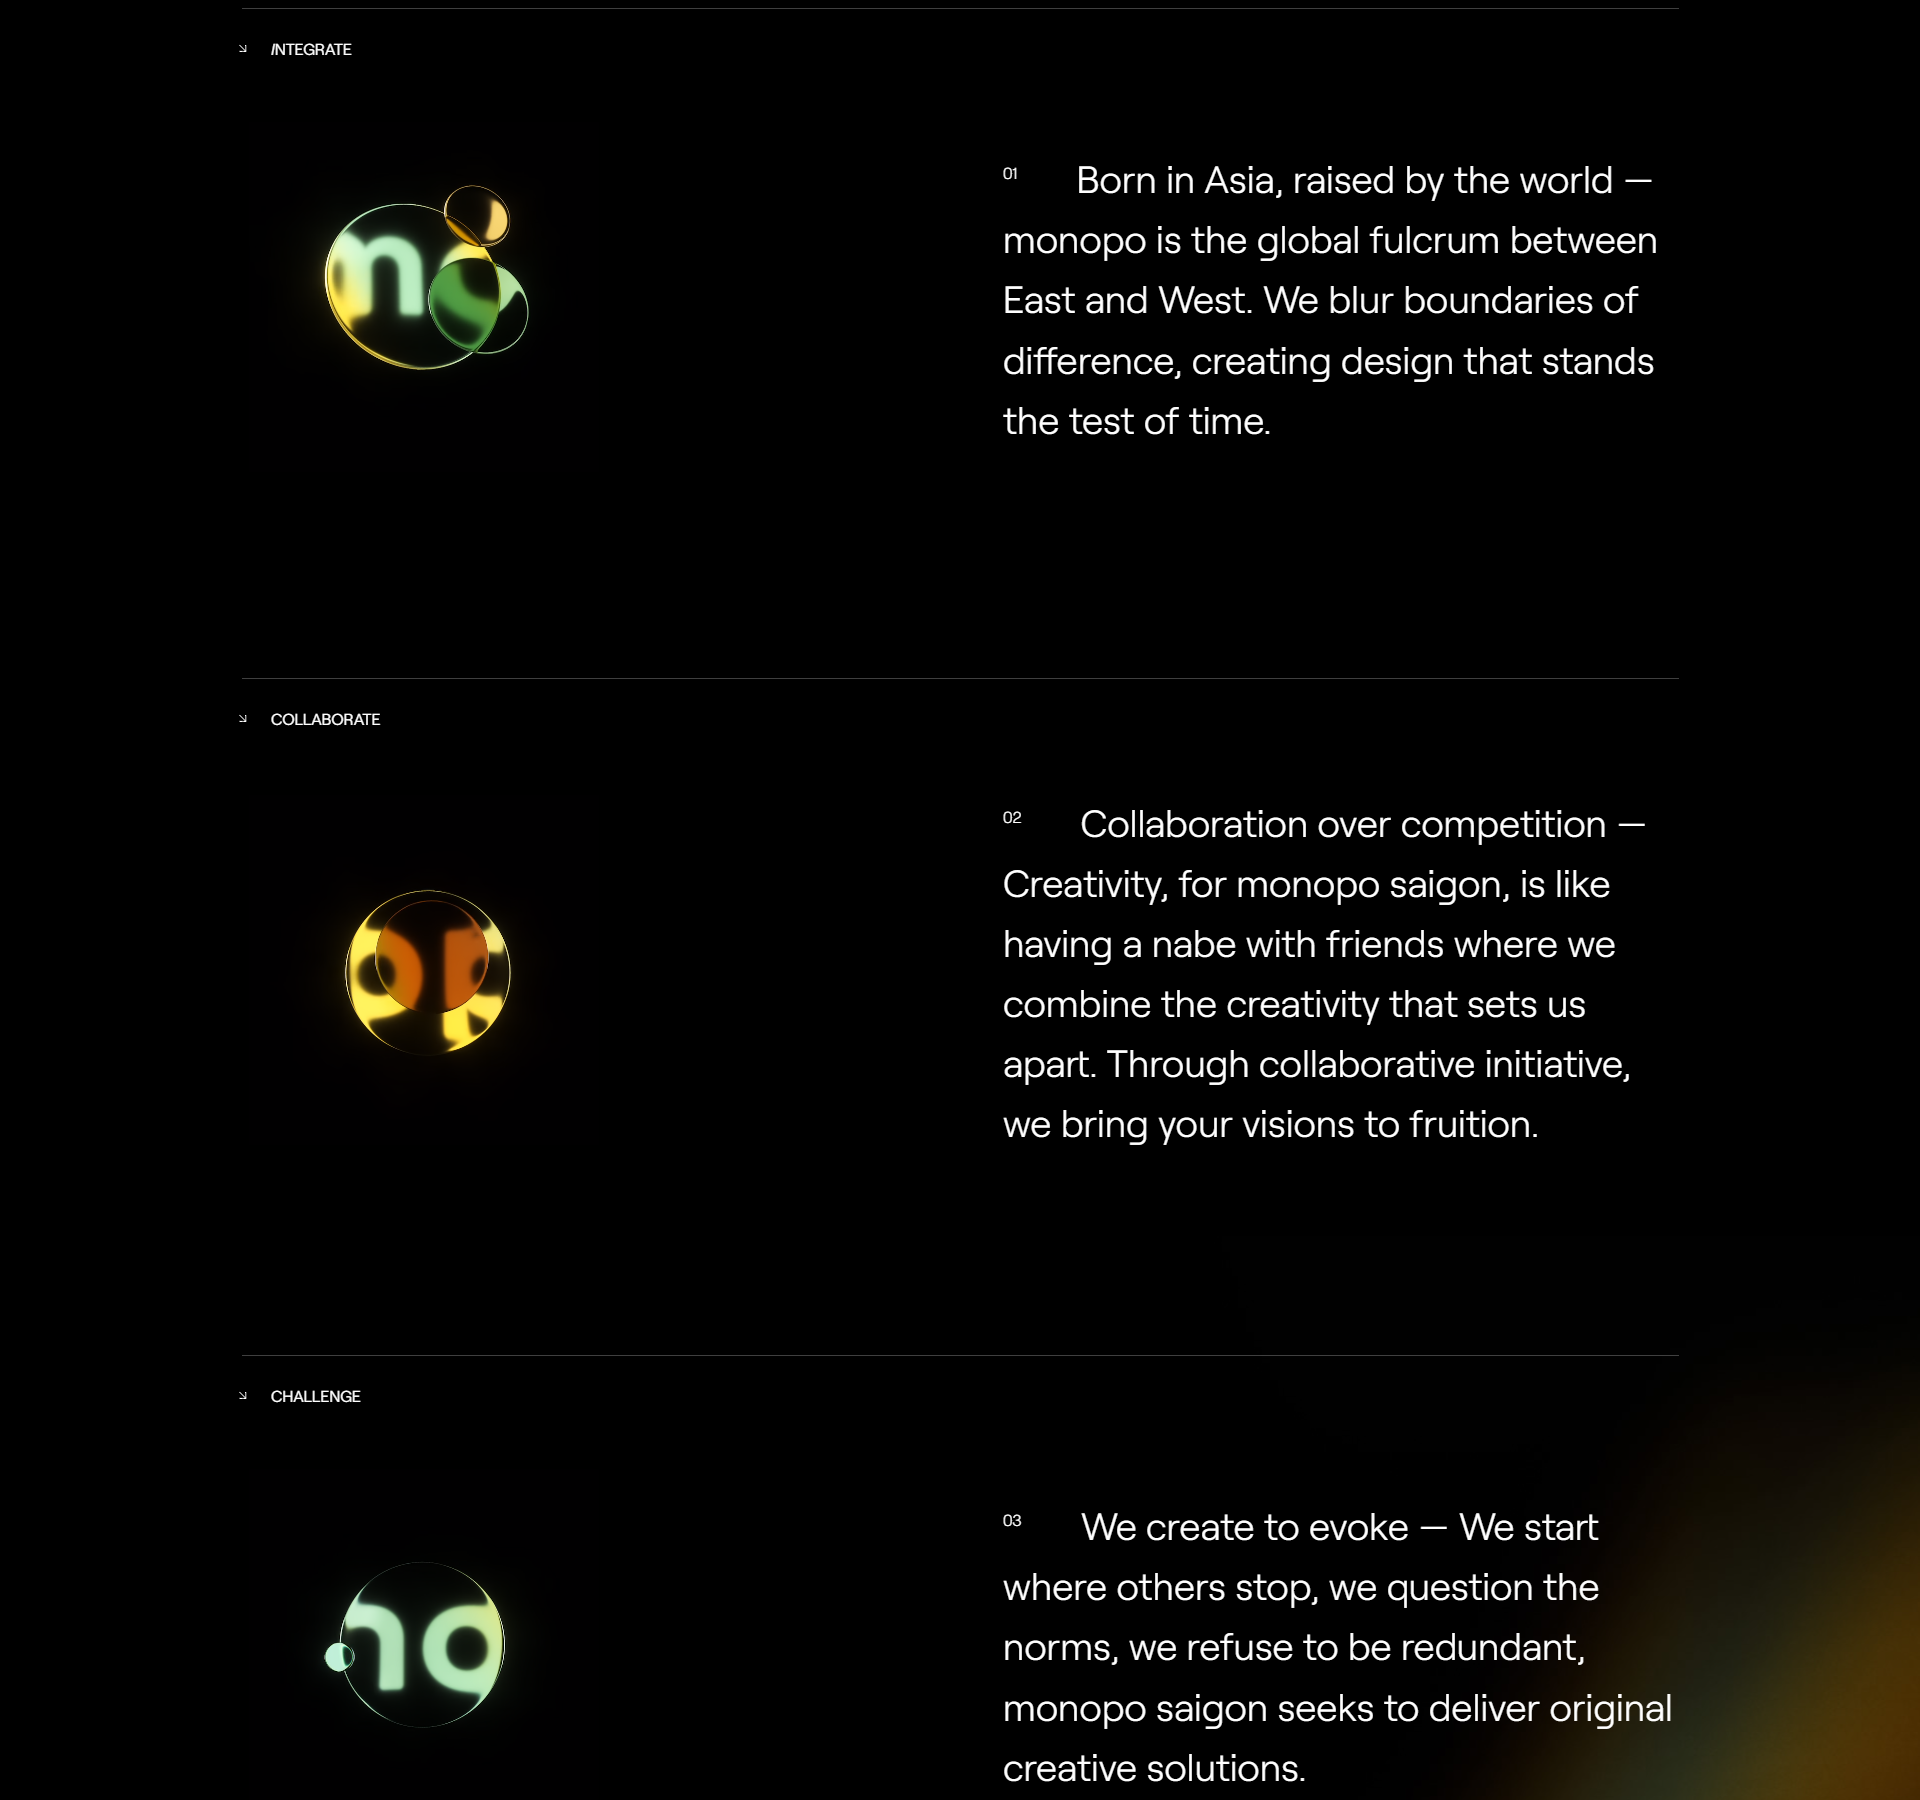 INTEGRATE
01 Born in Asia, raised by the world —
monopo is the global fulcrum between
East and West. We blur boundaries of
difference, creating design that stands
the test of time.
COLLABORATE
02 Collaboration over competition —
Creativity, for monopo saigon, is like
having a nabe with friends where we
combine the creativity that sets us
apart. Through collaborative initiative,
we bring your visions to fruition.
CHALLENGE
03 We create to evoke — We start
where others stop, we question the
norms, we refuse to be redundant,
monopo saigon seeks to deliver original
creative solutions.